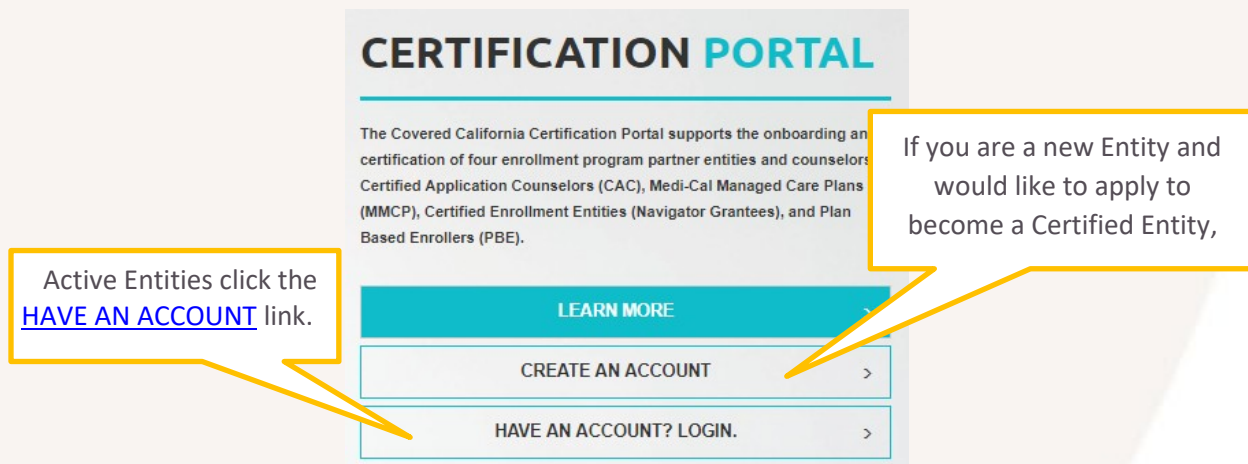 CERTIFICATION PORTAL
The Covered California Certification Portal supports the onboarding an
certification of four enrollment program partner entities and counselors
Certified Application Counselors (CAC), Medi-Cal Managed Care Plans
(MMCP), Certified Enrollment Entities (Navigator Grantees), and Plan
Based Enrollers (PBE).
If you are a new Entity and
would like to apply to
become a Certified Entity,
Active Entities click the
HAVE AN ACCOUNT link.
LEARN MORE
CREATE AN ACCOUNT
HAVE AN ACCOUNT? LOGIN.